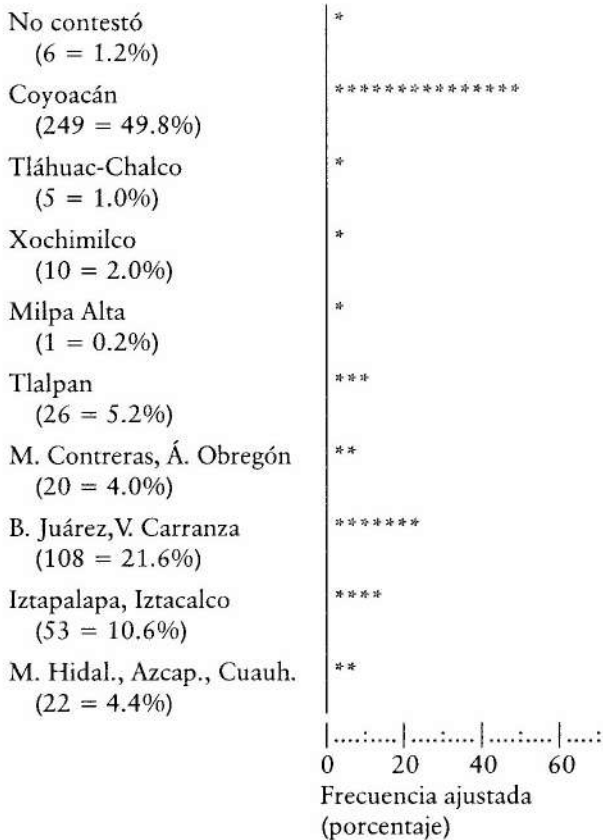 No contestó *
(6 = 1.2%)
Coyoacán ***************
(249 = 49.8%)
Tláhuac-Chalco *
(5 = 1.0%)
Xochimilco *
(10 = 2.0%)
Milpa Alta *
(1 = 0.2%)
Tlalpan ***
(26 = 5.2%)
M. Contreras, Á. Obregón **
(20 = 4.0%)
B. Juárez,V. Carranza *******
(108 = 21.6%)
Iztapalapa, Iztacalco ****
(53 = 10.6%)
M. Hidal., Azcap., Cuauh. **
(22 = 4.4%)
|....:....|....:....|....:....|....:
0 20 40 60
Frecuencia ajustada
(porcentaje)